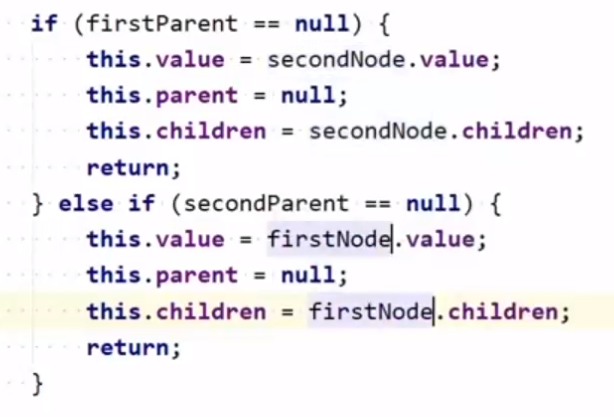 if (firstParent == null) {
this.value = secondNode.value;
this.parent = null;
this.children = secondNode.children;
return;
} else if (secondParent == null) {
this.value = firstNode.value;
this.parent = null;
this.children = firstNode.children;
return;
}